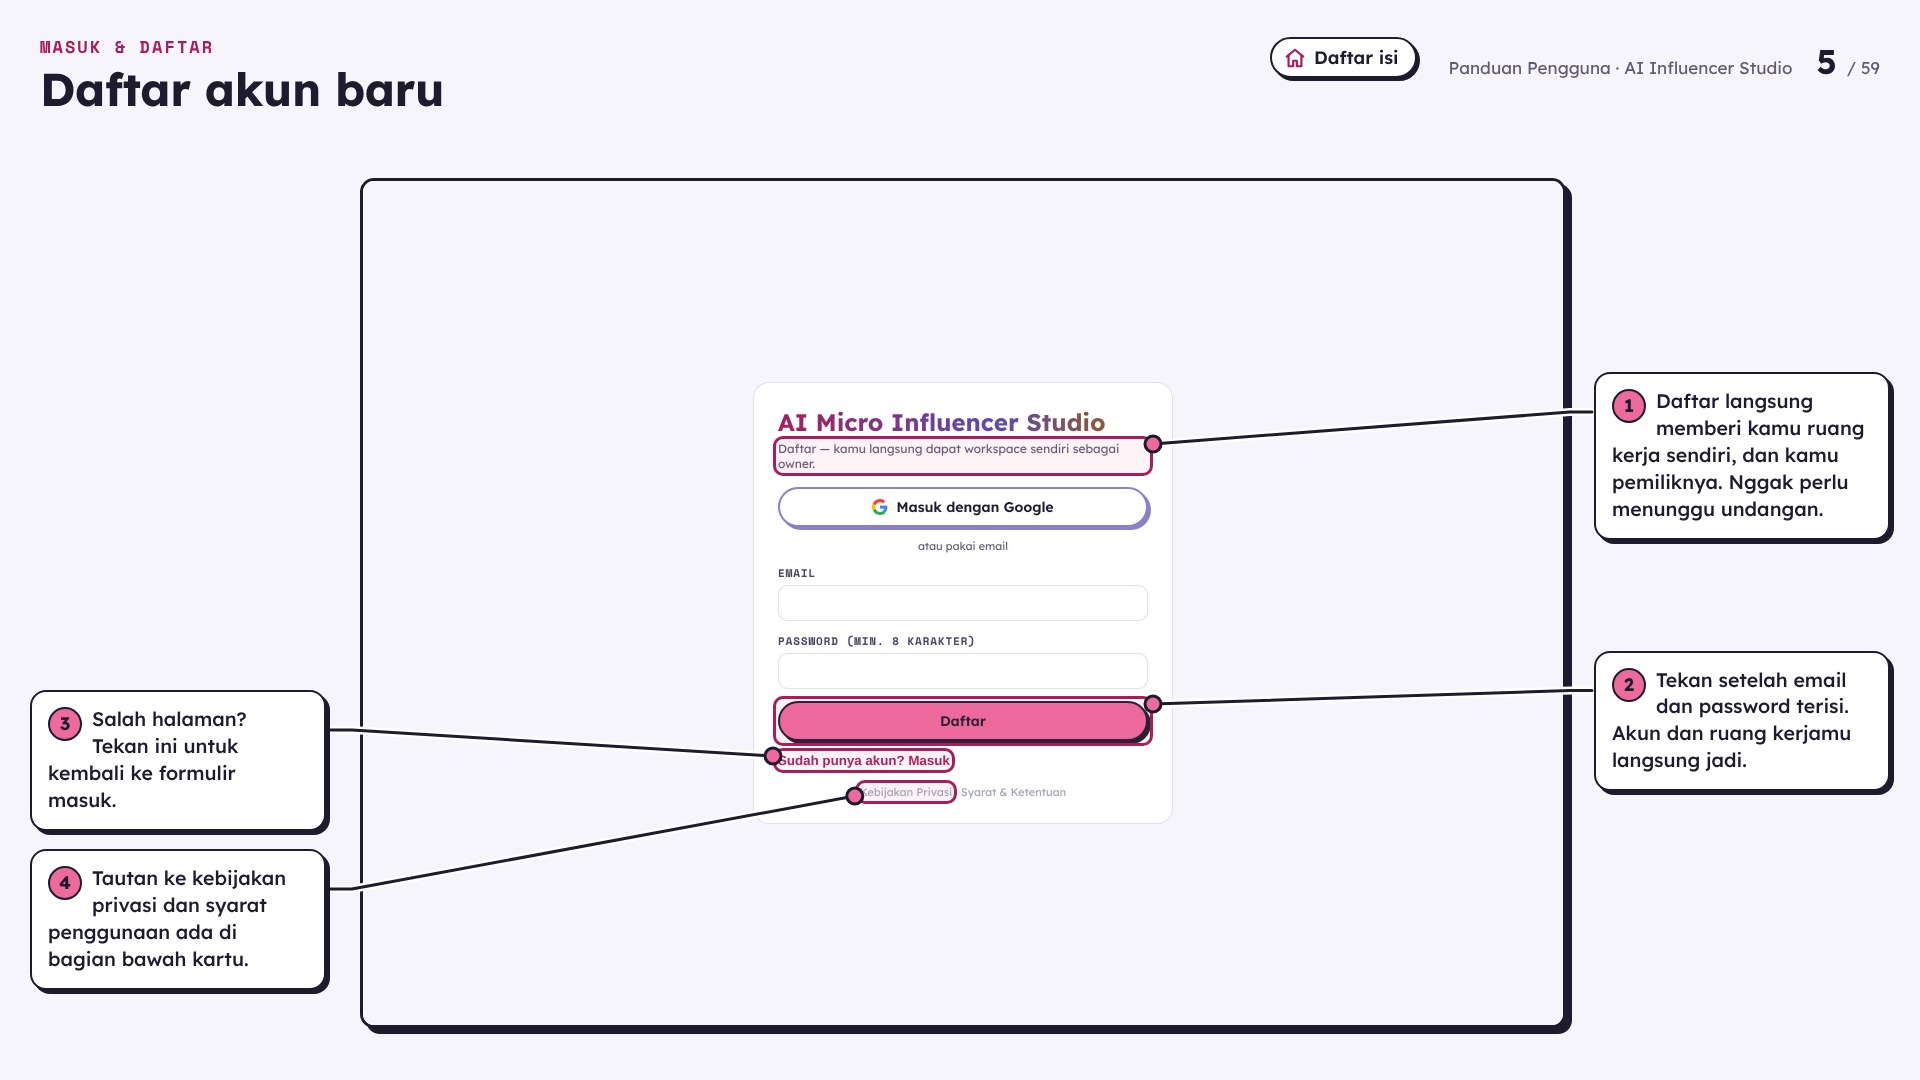 MASUK & DAFTAR
Daftar akun baru
Daftar isi
Panduan Pengguna · AI Influencer Studio
5 / 59
AI Micro Influencer Studio
Daftar — kamu langsung dapat workspace sendiri sebagai
owner.
Masuk dengan Google
atau pakai email
EMAIL
PASSWORD (MIN. 8 KARAKTER)
Daftar
Sudah punya akun? Masuk
Kebijakan Privasi
Syarat & Ketentuan
1
Daftar langsung
memberi kamu ruang
kerja sendiri, dan kamu
pemiliknya. Nggak perlu
menunggu undangan.
2
Tekan setelah email
dan password terisi.
Akun dan ruang kerjamu
langsung jadi.
3
Salah halaman?
Tekan ini untuk
kembali ke formulir
masuk.
4
Tautan ke kebijakan
privasi dan syarat
penggunaan ada di
bagian bawah kartu.